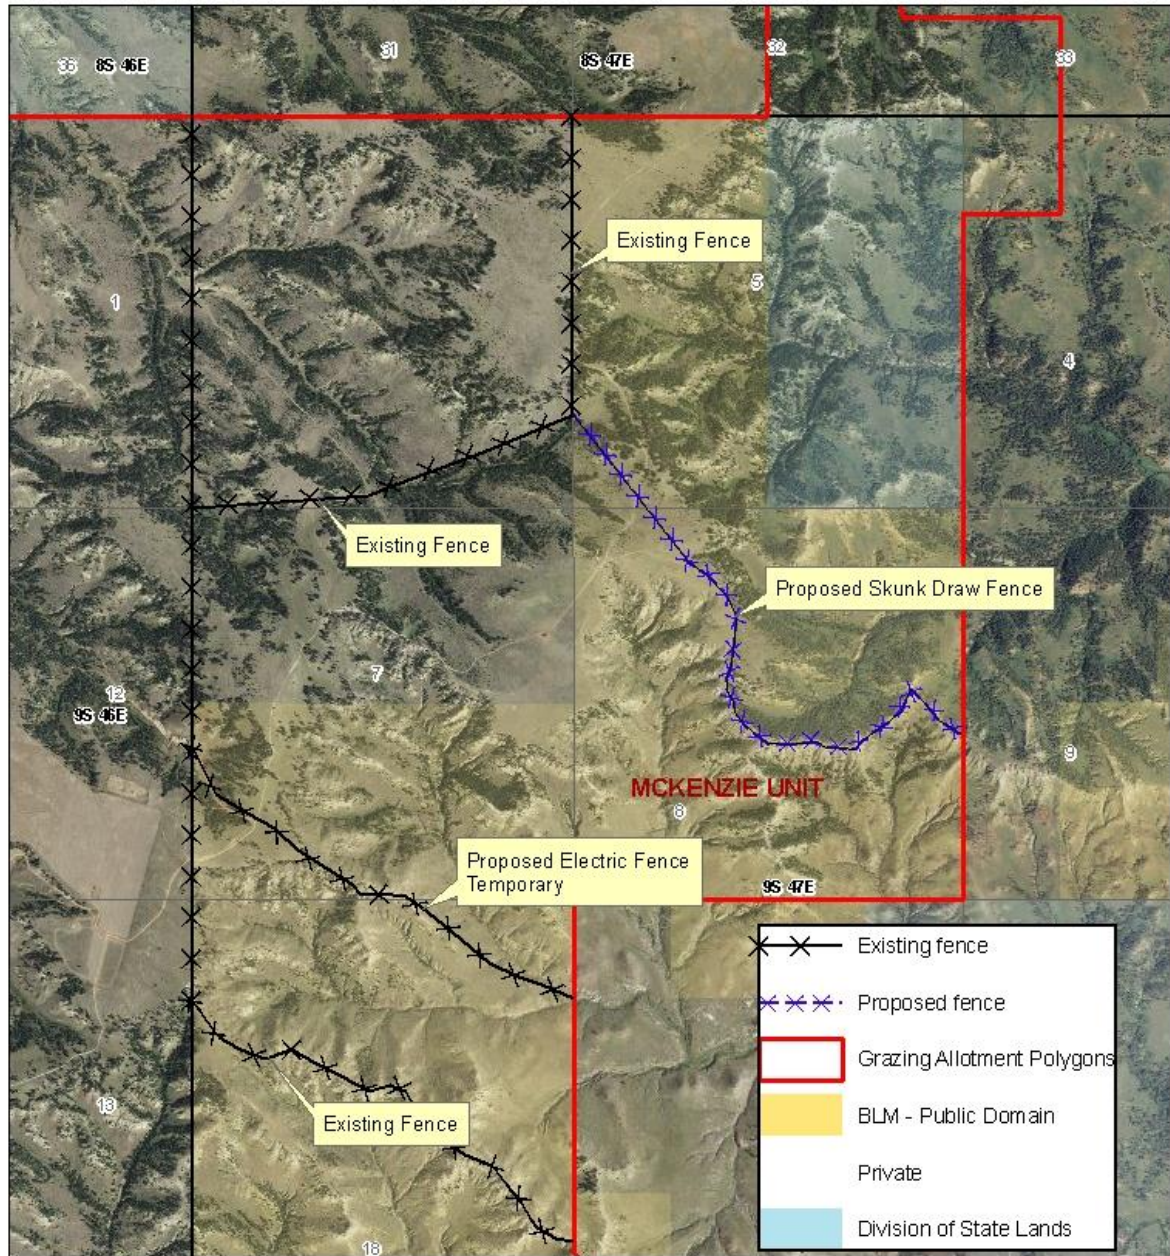 31
32
33
36 8S 46E
8S 47E
Existing Fence
5
1
4
Existing Fence
Proposed Skunk Draw Fence
7
12
9S 46E
9
MCKENZIE UNIT
8
Proposed Electric Fence
Temporary
9S 47E
Existing fence
Proposed fence
Grazing Allotment Polygons
BLM - Public Domain
Private
Division of State Lands
13
Existing Fence
18